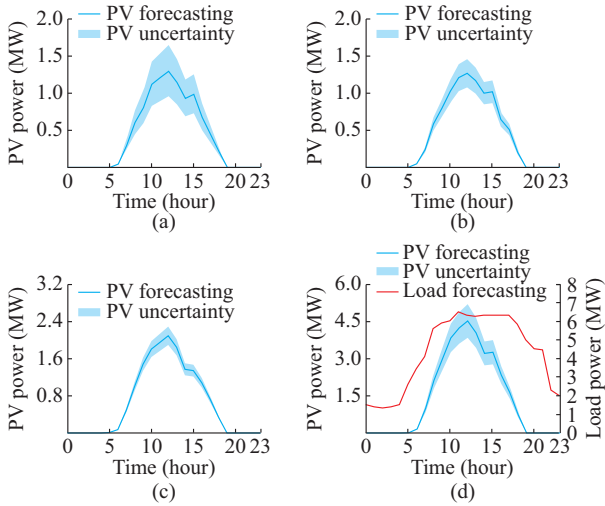 PV forecasting
PV uncertainty
PV power (MW)
2.0
1.5
1.0
0.5
0 5 10 15 20 23
Time (hour)
(a)
PV forecasting
PV uncertainty
PV power (MW)
2.0
1.5
1.0
0.5
0 5 10 15 20 23
Time (hour)
(b)
PV forecasting
PV uncertainty
PV power (MW)
3.2
2.4
1.6
0.8
0 5 10 15 20 23
Time (hour)
(c)
PV forecasting
PV uncertainty
Load forecasting
PV power (MW)
6.0
4.5
3.0
1.5
8
7
6
5
4
3
2
1
0
Load power (MW)
0 5 10 15 20 23
Time (hour)
(d)